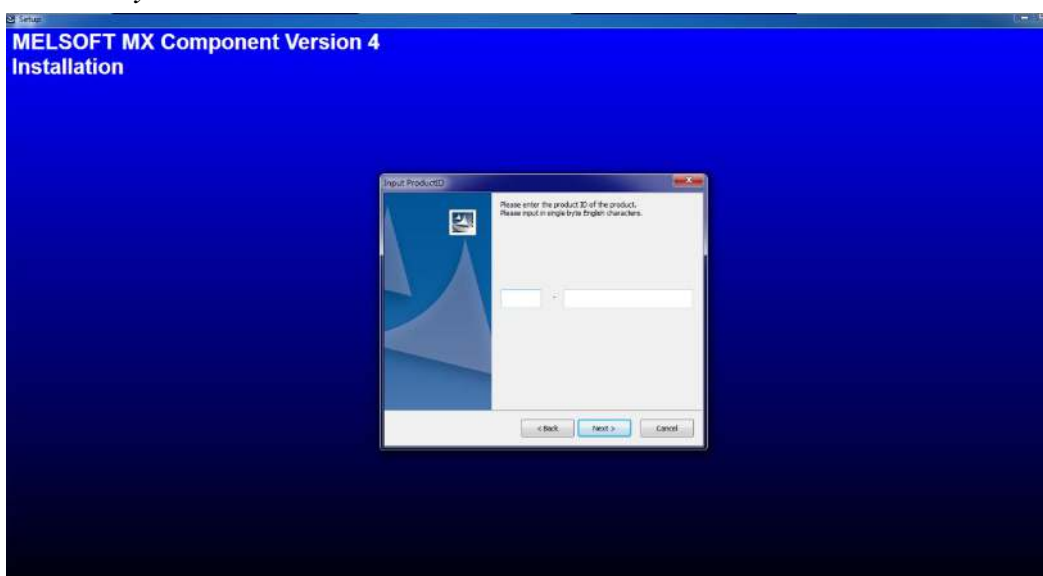 Setup
MELSOFT MX Component Version 4
Installation
Input ProductID
Please enter the product ID of the product.
Please input in single byte English characters.
-
< Back
Next >
Cancel